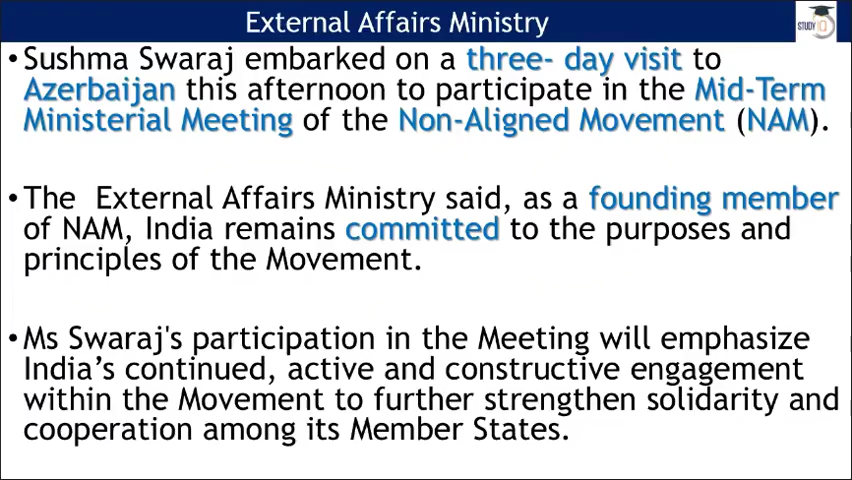 External Affairs Ministry
STUDY IQ
•Sushma Swaraj embarked on a three- day visit to
Azerbaijan this afternoon to participate in the Mid-Term
Ministerial Meeting of the Non-Aligned Movement (NAM).
•The External Affairs Ministry said, as a founding member
of NAM, India remains committed to the purposes and
principles of the Movement.
•Ms Swaraj's participation in the Meeting will emphasize
India’s continued, active and constructive engagement
within the Movement to further strengthen solidarity and
cooperation among its Member States.